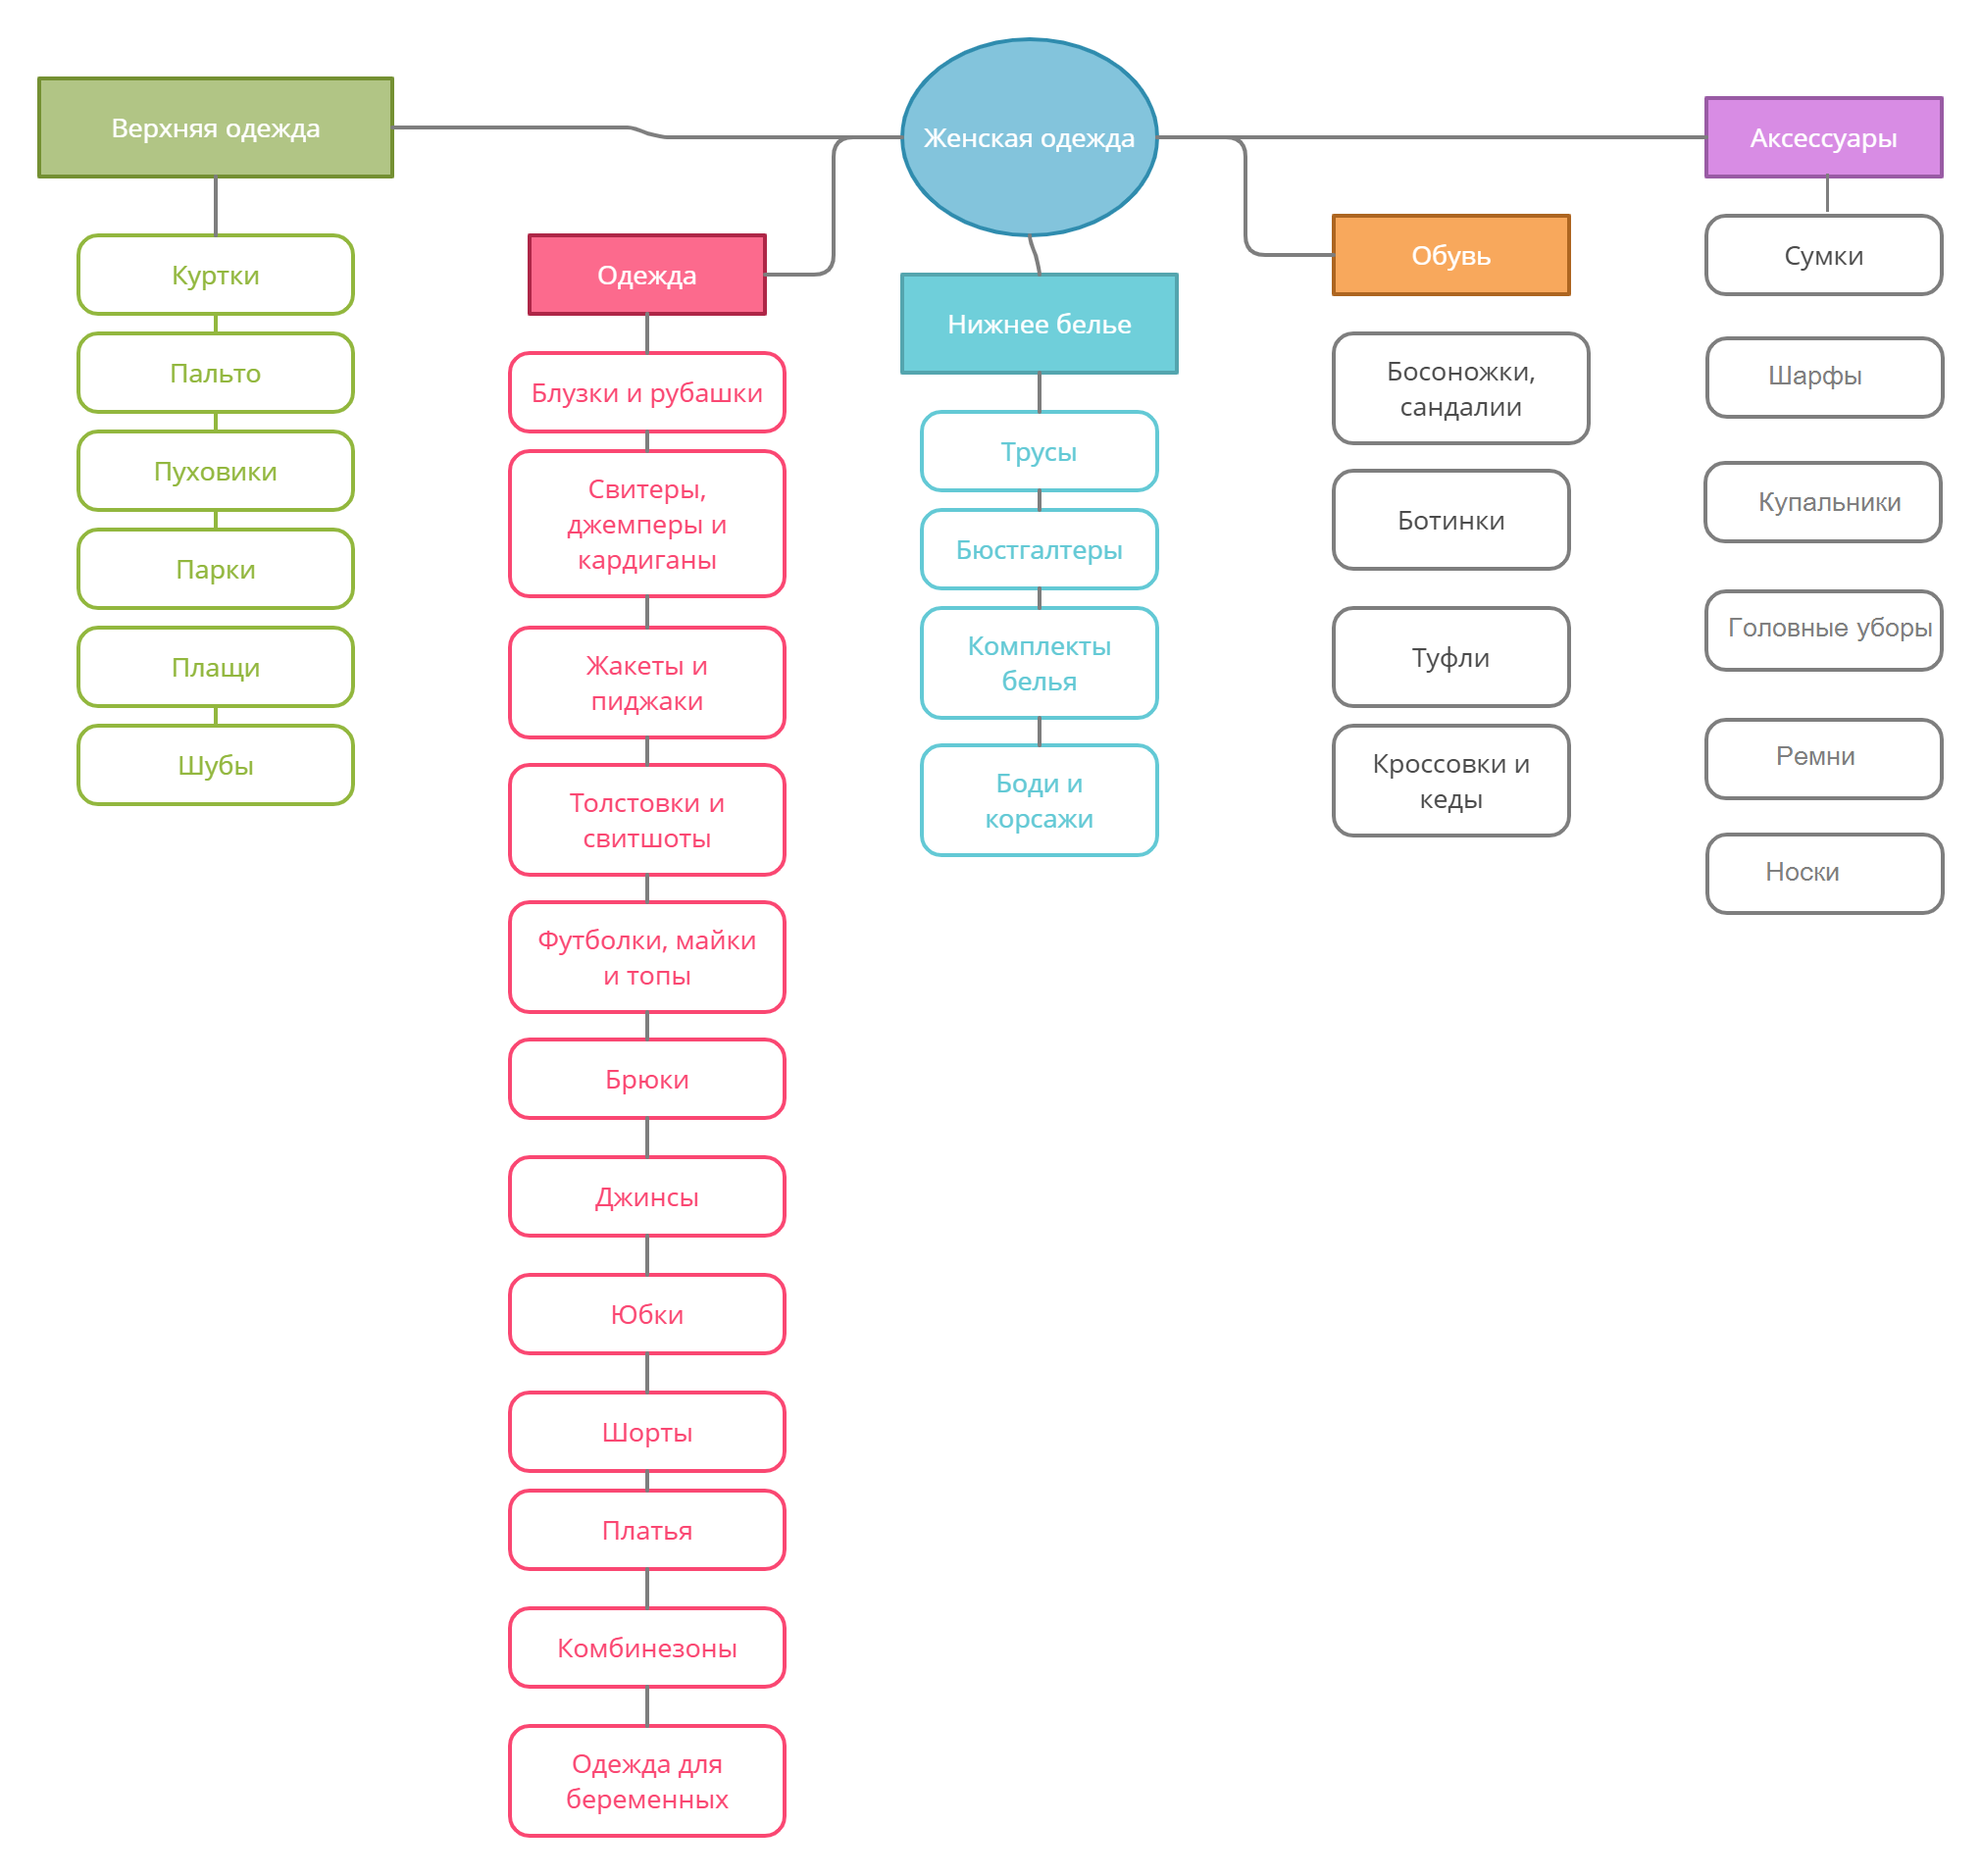 Женская одежда
Верхняя одежда
Куртки
Пальто
Пуховики
Парки
Плащи
Шубы
Одежда
Блузки и рубашки
Свитеры,
джемперы и
кардиганы
Жакеты и
пиджаки
Толстовки и
свитшоты
Футболки, майки
и топы
Брюки
Джинсы
Юбки
Шорты
Платья
Комбинезоны
Одежда для
беременных
Нижнее белье
Трусы
Бюстгалтеры
Комплекты
белья
Боди и
корсажи
Обувь
Босоножки,
сандалии
Ботинки
Туфли
Кроссовки и
кеды
Аксессуары
Сумки
Шарфы
Купальники
Головные уборы
Ремни
Носки